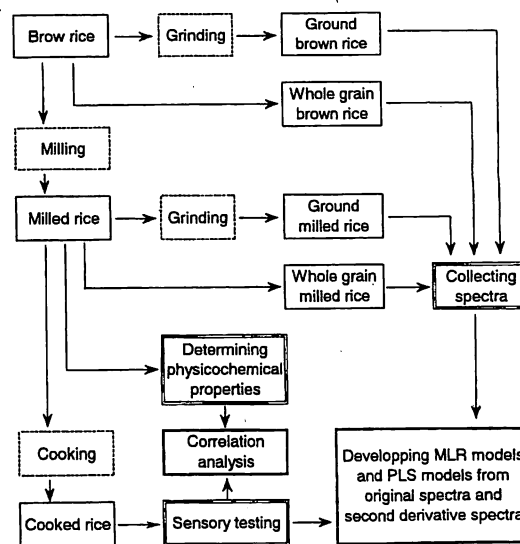 Brow rice
Grinding
Ground
brown rice
Whole grain
brown rice
Milling
Milled rice
Grinding
Ground
milled rice
Whole grain
milled rice
Collecting
spectra
Determining
physicochemical
properties
Correlation
analysis
Cooking
Cooked rice
Sensory testing
Developping MLR models
and PLS models from
original spectra and
second derivative spectra